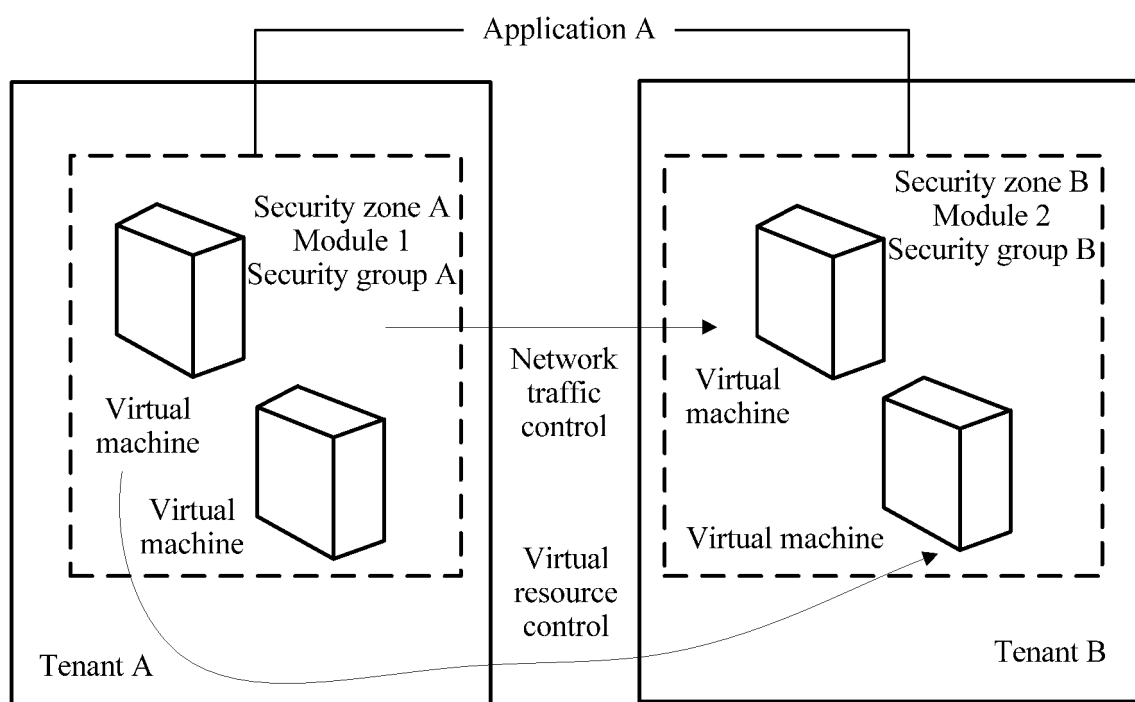 Application A
Security zone A
Module 1
Security group A
Virtual
machine
Virtual
machine
Tenant A
Network
traffic
control
Virtual
resource
control
Security zone B
Module 2
Security group B
Virtual
machine
Virtual machine
Tenant B